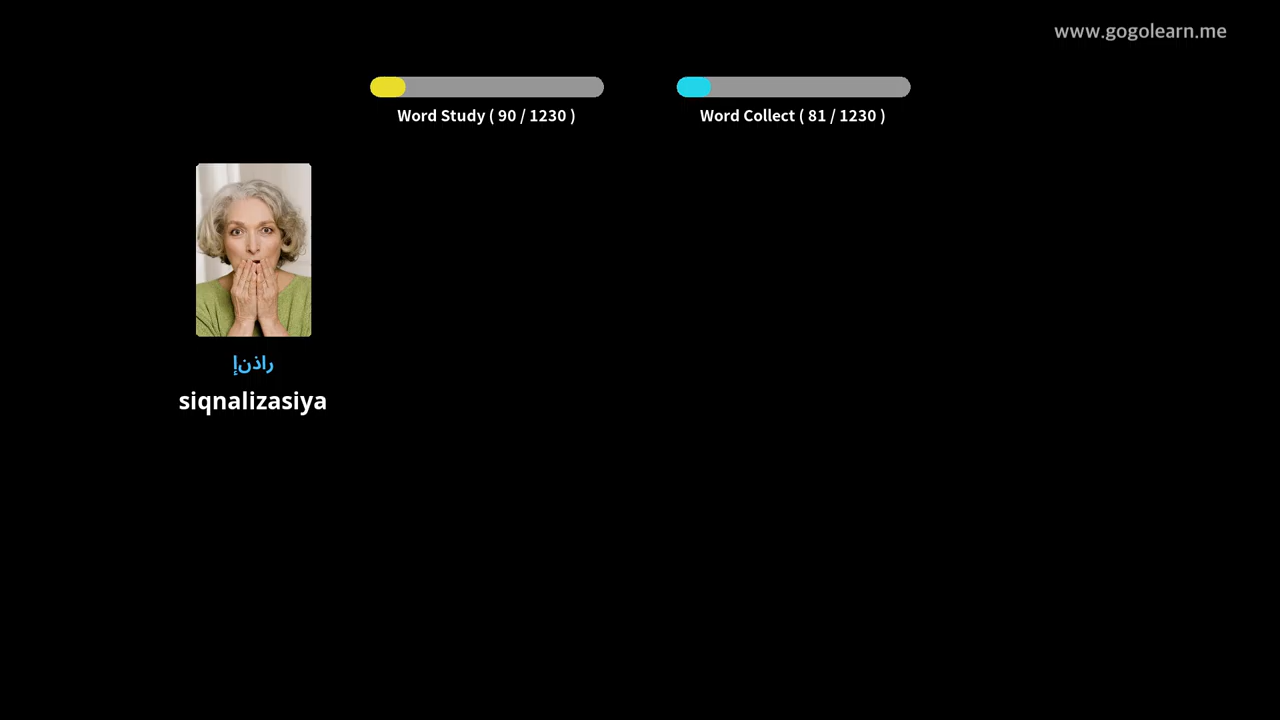 www.gogolearn.me
Word Study ( 90 / 1230 )
Word Collect ( 81 / 1230 )
إنذار
siqnalizasiya